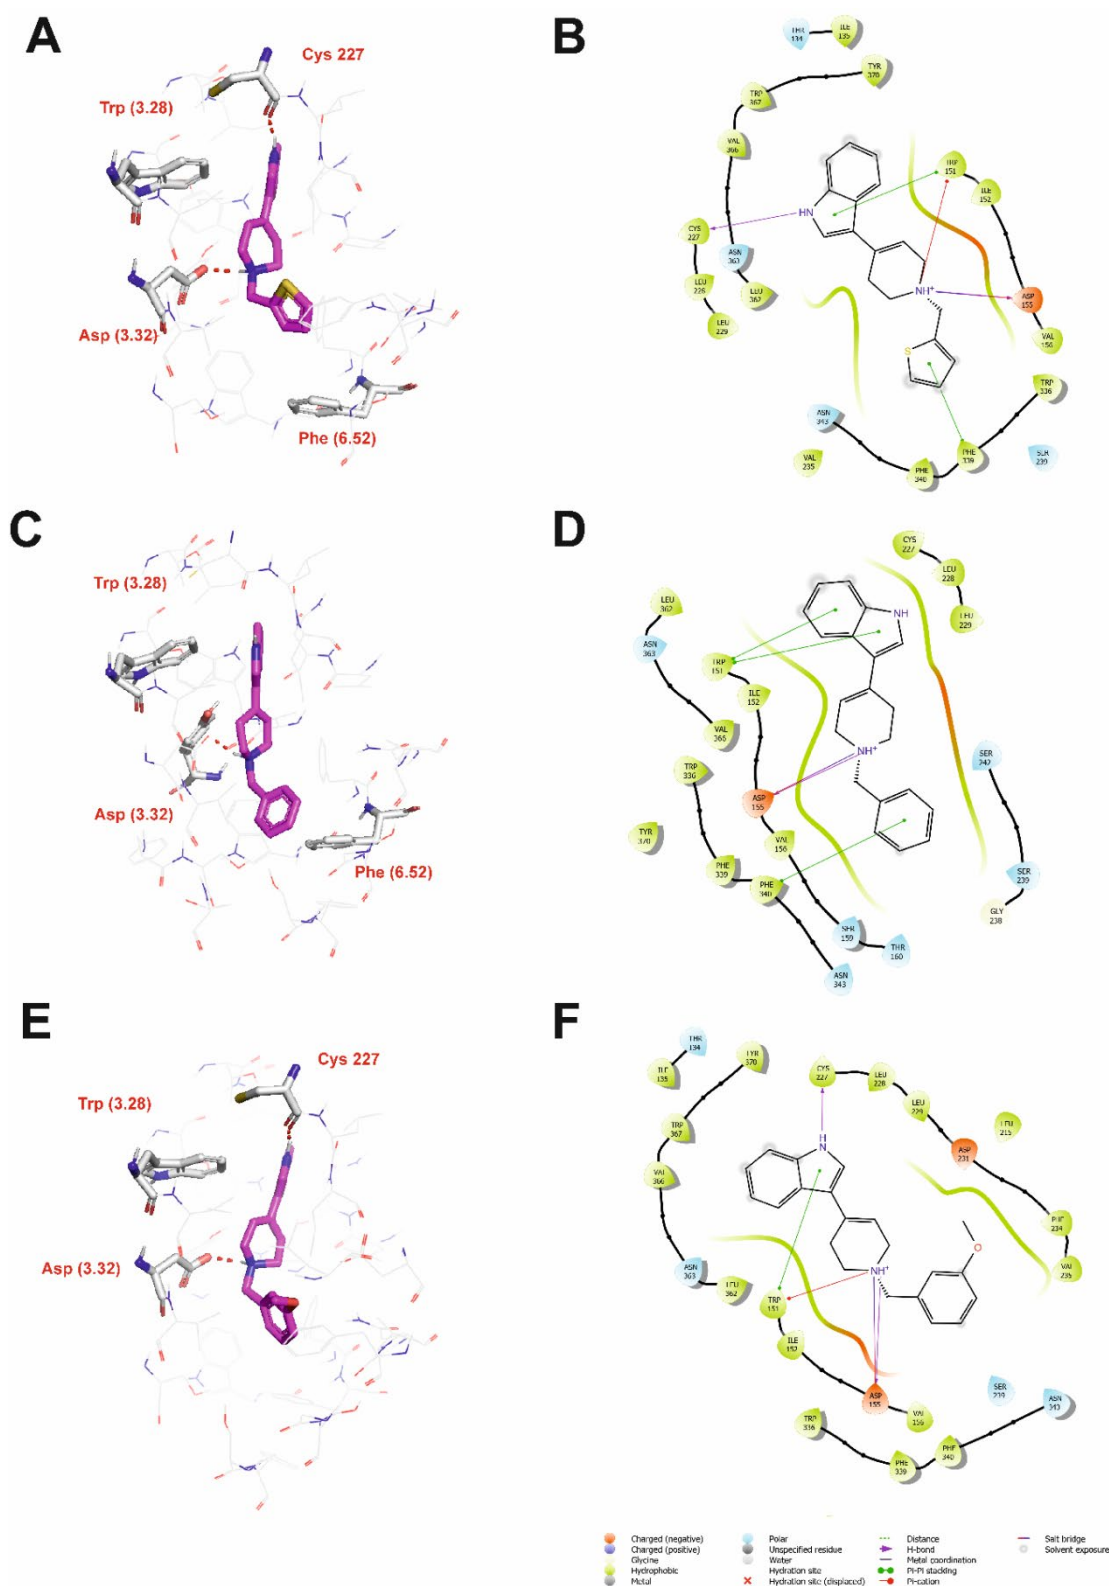 A
Cys 227
Trp (3.28)
Asp (3.32)
Phe (6.52)
B
THR
134
ILE
135
TYR
370
TRP
367
VAL
366
TRP
151
ILE
152
HN
CYS
227
ASN
363
LEU
362
LEU
229
NH+
ASP
155
VAL
156
S
TRP
336
ASN
343
VAL
235
PHE
340
PHE
339
239
C
Trp (3.28)
Asp (3.32)
Phe (6.52)
D
CYS
227
LEU
228
LEU
229
LEU
362
ASN
363
NH
TRP
151
ILE
152
VAL
366
NH+
SER
242
TRP
336
ASP
155
TYR
370
VAL
156
PHE
339
PHE
340
SER
239
GLY
238
SER
159
THR
160
ASN
343
E
Cys 227
Trp (3.28)
Asp (3.32)
F
THR
134
ILE
135
TYR
370
CYS
227
LEU
228
LEU
229
LEU
215
TRP
367
H
N
ASP
231
VAL
366
PHE
234
O
VAL
235
ASN
363
LEU
362
NH+
TRP
151
ILE
152
SER
239
ASN
343
ASP
155
VAL
156
TRP
336
PHE
339
PHE
340
Charged (negative)
Charged (positive)
Glycine
Hydrophobic
Metal
Polar
Unspecified residue
Water
Hydration site
Hydration site (displaced)
Distance
H-bond
Metal coordination
Pi-Pi stacking
Pi-cation
Salt bridge
Solvent exposure